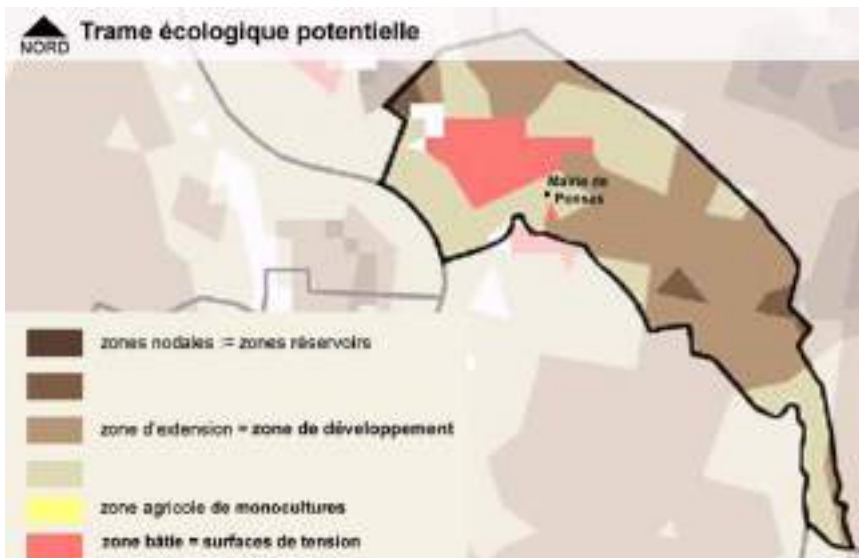 Trame écologique potentielle
NORD
Mairie de
Ponsas
zones nodales := zones réservoirs
zone d'extension = zone de développement
zone agricole de monocultures
zone bâtie = surfaces de tension